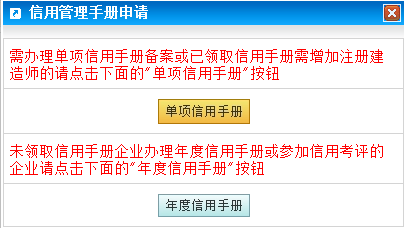 信用管理手册申请
需办理单项信用手册备案或已领取信用手册需增加注册建
造师的请点击下面的"单项信用手册"按钮
单项信用手册
未领取信用手册企业办理年度信用手册或参加信用考评的
企业请点击下面的"年度信用手册"按钮
年度信用手册